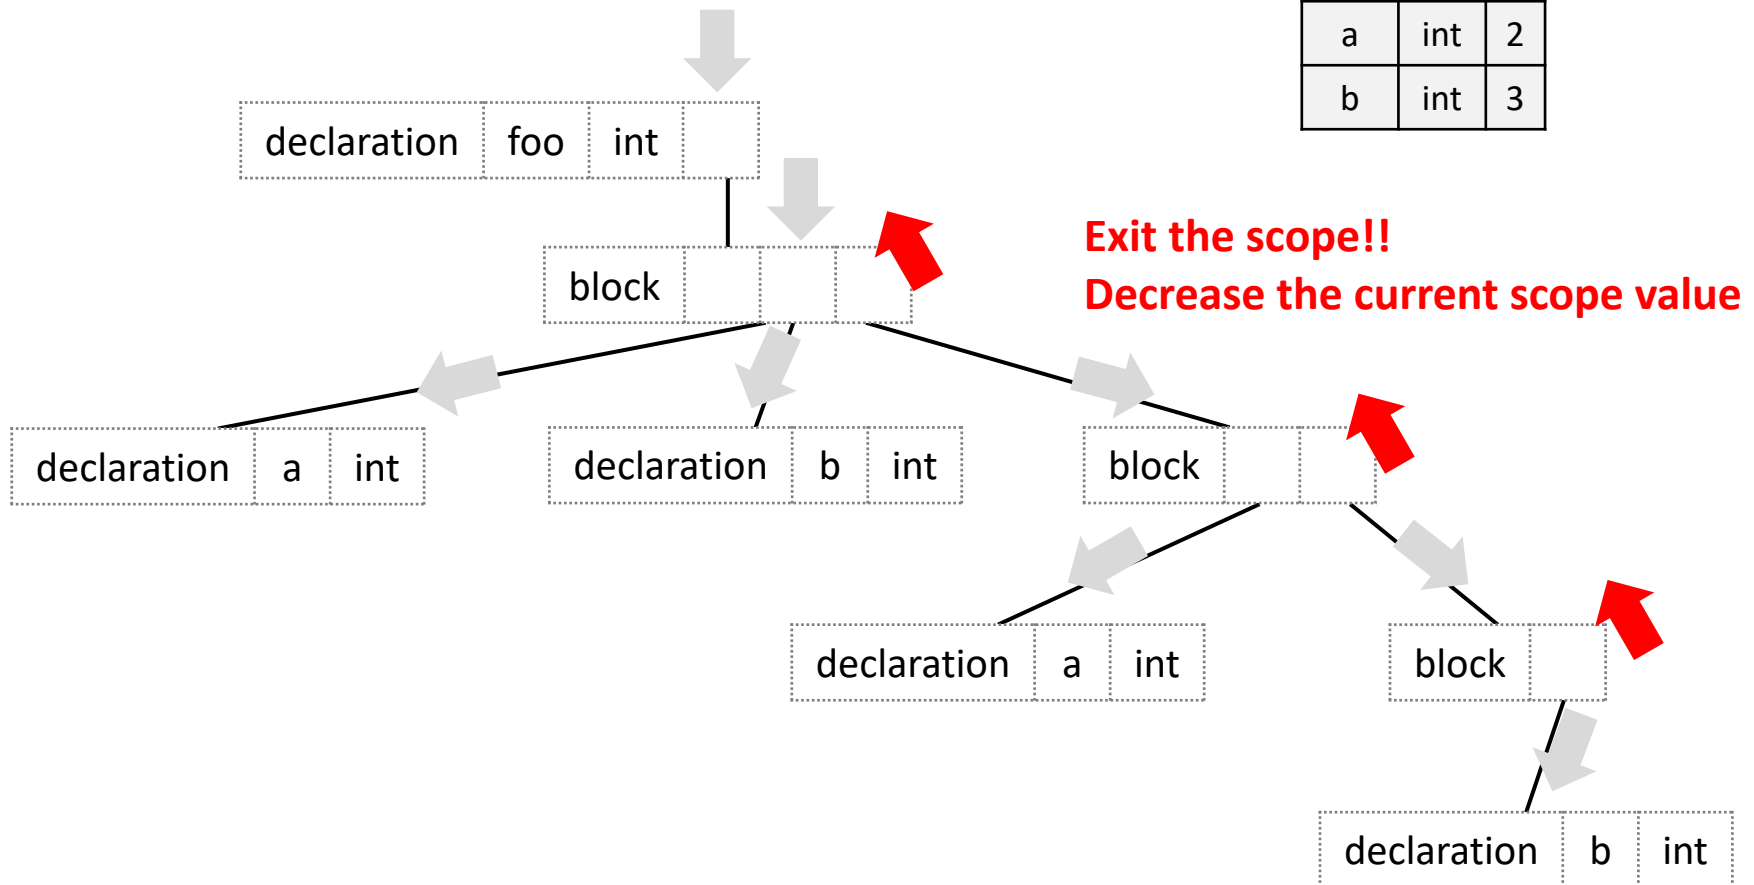 a int 2
b int 3
declaration foo int
Exit the scope!!
Decrease the current scope value
block
declaration a int
declaration b int
block
declaration a int
block
declaration b int